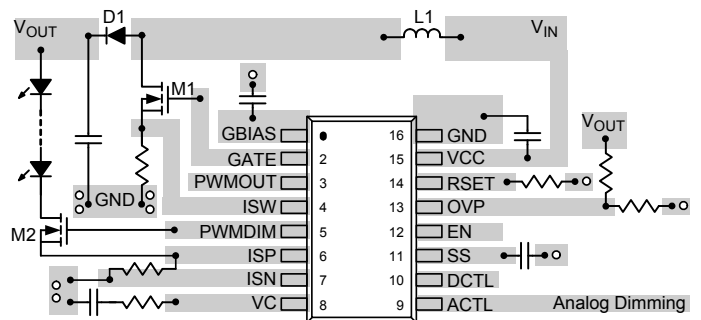 VOUT
D1
L1
VIN
M1
GBIAS
16
GND
VOUT
GATE
2
15
VCC
PWMOUT
3
14
RSET
GND
ISW
4
13
OVP
M2
PWMDIM
5
12
EN
ISP
6
11
SS
ISN
7
10
DCTL
VC
8
9
ACTL
Analog Dimming